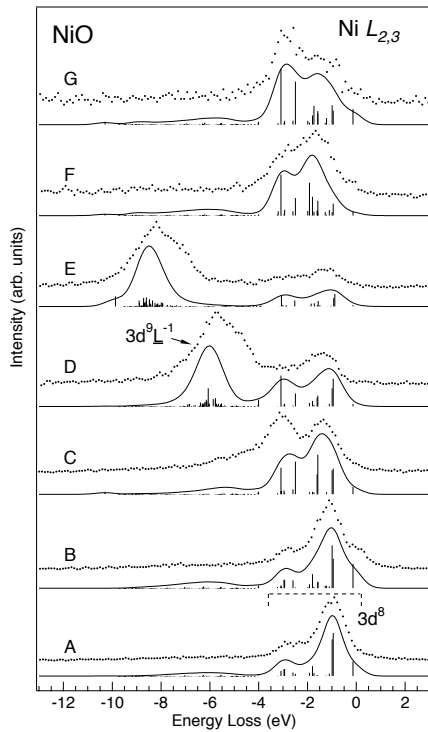 NiO
Ni L2,3
G
F
E
3d⁹L̲⁻¹
D
C
B
3d⁸
A
-12 -10 -8 -6 -4 -2 0 2
Energy Loss (eV)
Intensity (arb. units)